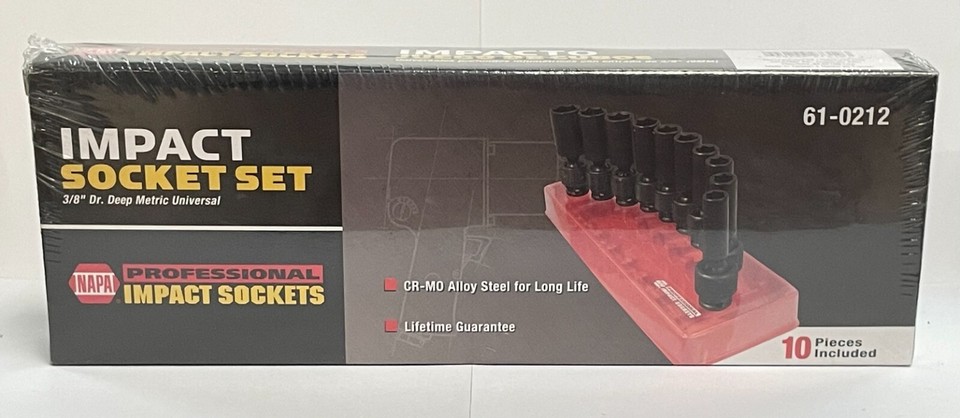 IMPACT SOCKETS
IMPACTO
61-0212
IMPACT
SOCKET SET
3/8" Dr. Deep Metric Universal
NAPA
PROFESSIONAL
IMPACT SOCKETS
CR-MO Alloy Steel for Long Life
Lifetime Guarantee
10 Pieces
Included